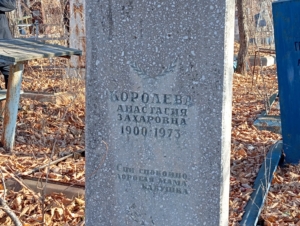 КОРОЛЕВА
АНАСТАСИЯ
ЗАХАРОВНА
1900 1973
СПИ СПОКОЙНО
ДОРОГАЯ МАМА
БАБУШКА